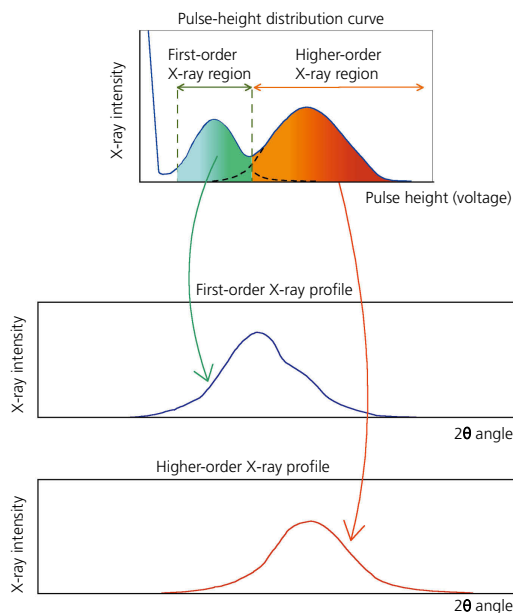 Pulse-height distribution curve
First-order
X-ray region
Higher-order
X-ray region
X-ray intensity
Pulse height (voltage)
First-order X-ray profile
X-ray intensity
2θ angle
Higher-order X-ray profile
X-ray intensity
2θ angle